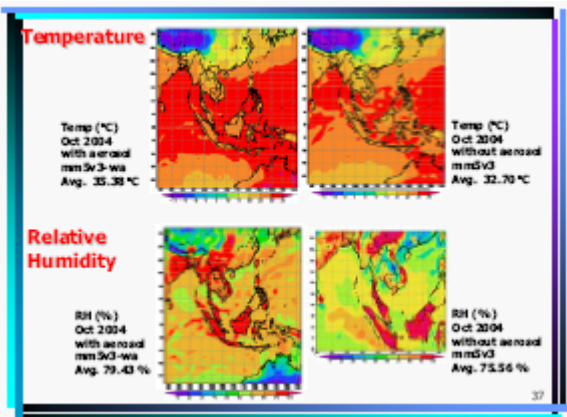 Temperature
Temp (°C)
Oct 2004
with aerosol
mm5v3-wa
Avg. 35.38 °C
Temp (°C)
Oct 2004
without aerosol
mm5v3
Avg. 32.70 °C
Relative
Humidity
RH (%)
Oct 2004
with aerosol
mm5v3-wa
Avg. 79.43 %
RH (%)
Oct 2004
without aerosol
mm5v3
Avg. 75.56 %
37